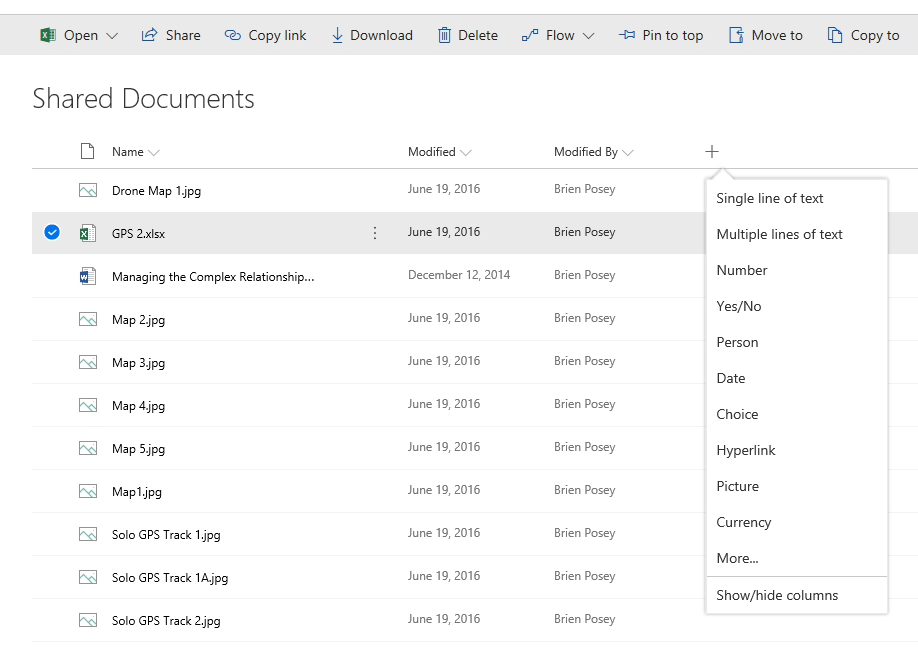 Open Share Copy link Download Delete Flow Pin to top Move to Copy to
Shared Documents
Name Modified Modified By
Drone Map 1.jpg June 19, 2016 Brien Posey
GPS 2.xlsx June 19, 2016 Brien Posey
Managing the Complex Relationship... December 12, 2014 Brien Posey
Map 2.jpg June 19, 2016 Brien Posey
Map 3.jpg June 19, 2016 Brien Posey
Map 4.jpg June 19, 2016 Brien Posey
Map 5.jpg June 19, 2016 Brien Posey
Map1.jpg June 19, 2016 Brien Posey
Solo GPS Track 1.jpg June 19, 2016 Brien Posey
Solo GPS Track 1A.jpg June 19, 2016 Brien Posey
Solo GPS Track 2.jpg June 19, 2016 Brien Posey
Single line of text
Multiple lines of text
Number
Yes/No
Person
Date
Choice
Hyperlink
Picture
Currency
More...
Show/hide columns